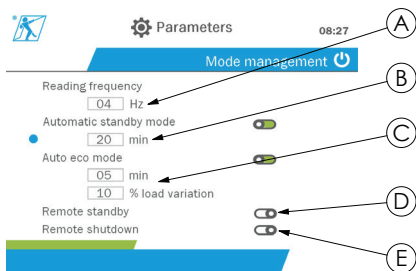 Parameters
08:27
Mode management
Reading frequency
04 Hz
Automatic standby mode
20 min
Auto eco mode
05 min
10 % load variation
Remote standby
Remote shutdown
A
B
C
D
E